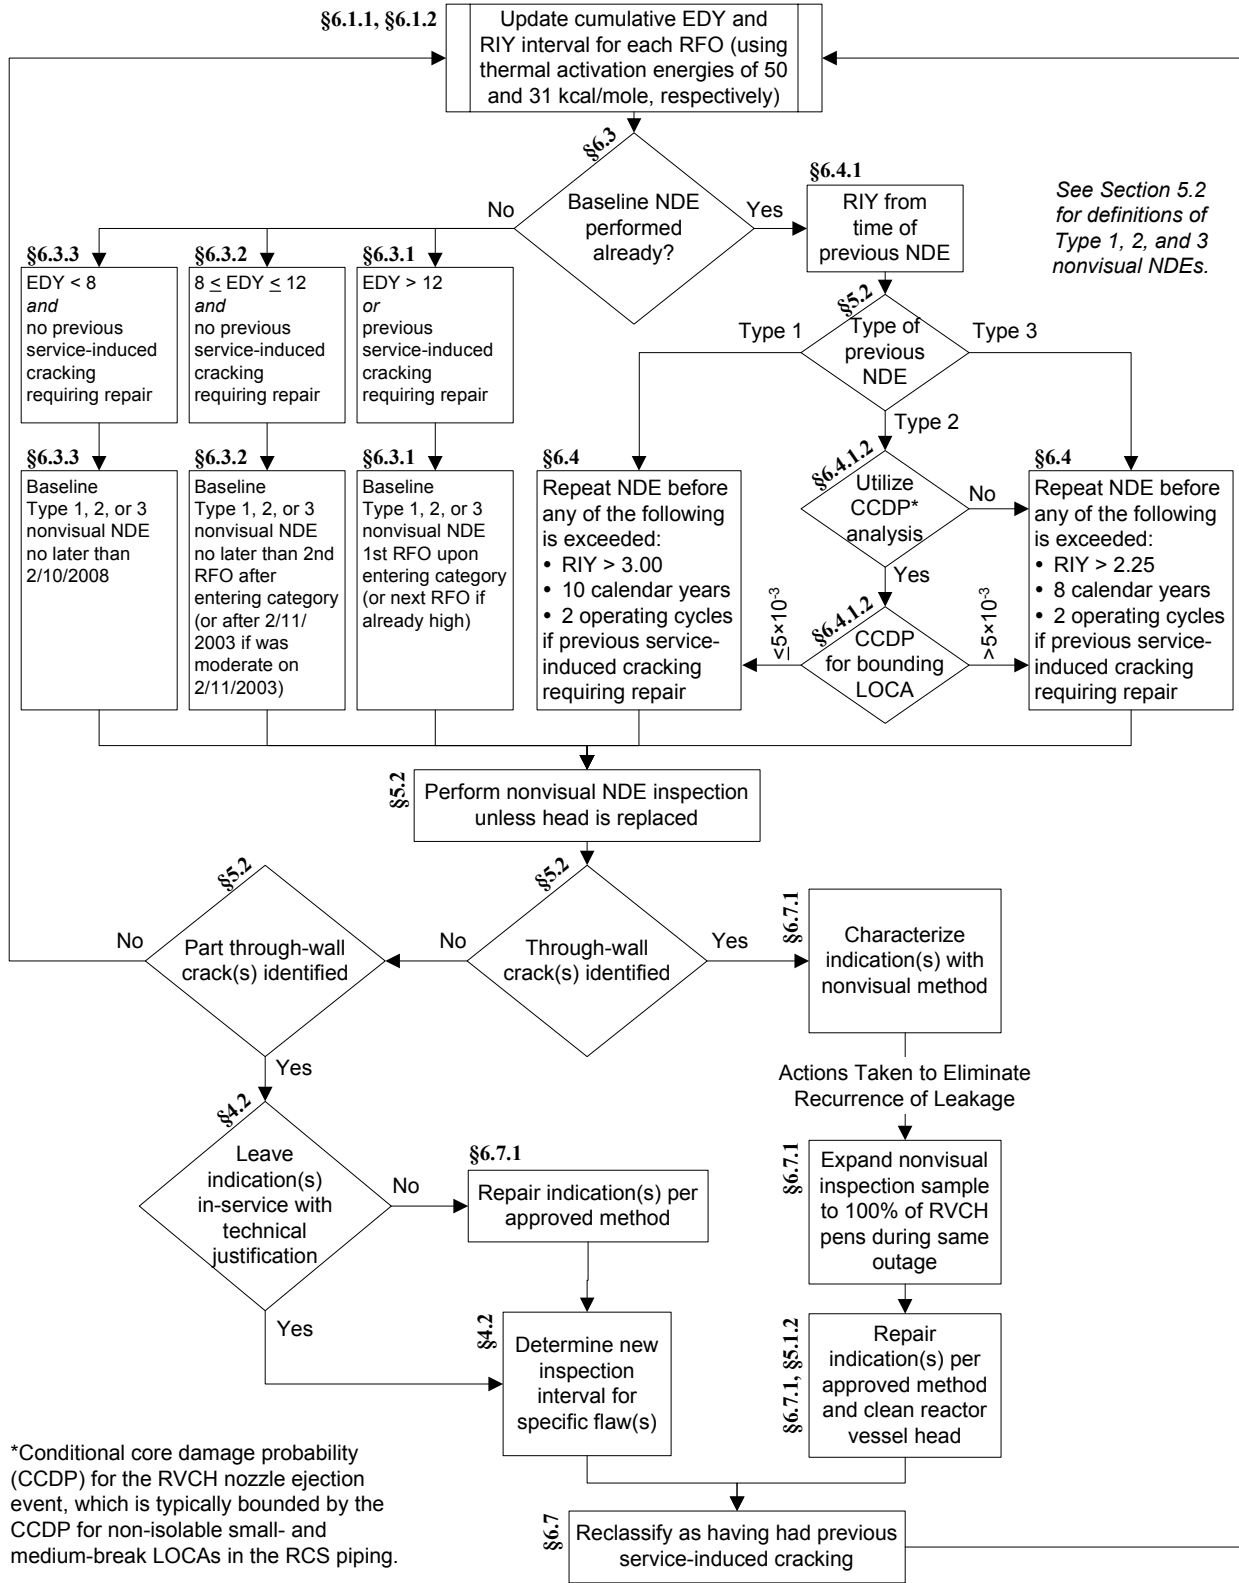 §6.1.1, §6.1.2
Update cumulative EDY and
RIY interval for each RFO (using
thermal activation energies of 50
and 31 kcal/mole, respectively)
§6.3
Baseline NDE
performed
already?
No
Yes
§6.4.1
RIY from
time of
previous NDE
See Section 5.2
for definitions of
Type 1, 2, and 3
nonvisual NDEs.
§6.3.3
EDY < 8
and
no previous
service-induced
cracking
requiring repair
§6.3.2
8 ≤ EDY ≤ 12
and
no previous
service-induced
cracking
requiring repair
§6.3.1
EDY > 12
or
previous
service-induced
cracking
requiring repair
§5.2
Type of
previous
NDE
Type 1
Type 3
Type 2
§6.3.3
Baseline
Type 1, 2, or 3
nonvisual NDE
no later than
2/10/2008
§6.3.2
Baseline
Type 1, 2, or 3
nonvisual NDE
no later than 2nd
RFO after
entering category
(or after 2/11/
2003 if was
moderate on
2/11/2003)
§6.3.1
Baseline
Type 1, 2, or 3
nonvisual NDE
1st RFO upon
entering category
(or next RFO if
already high)
§6.4
Repeat NDE before
any of the following
is exceeded:
• RIY > 3.00
• 10 calendar years
• 2 operating cycles
if previous service-
induced cracking
requiring repair
§6.4.1.2
Utilize
CCDP*
analysis
No
Yes
§6.4.1.2
CCDP
for bounding
LOCA
≤5×10⁻³
>5×10⁻³
§6.4
Repeat NDE before
any of the following
is exceeded:
• RIY > 2.25
• 8 calendar years
• 2 operating cycles
if previous service-
induced cracking
requiring repair
§5.2
Perform nonvisual NDE inspection
unless head is replaced
§5.2
Part through-wall
crack(s) identified
No
Yes
§5.2
Through-wall
crack(s) identified
No
Yes
§6.7.1
Characterize
indication(s) with
nonvisual method
Actions Taken to Eliminate
Recurrence of Leakage
§4.2
Leave
indication(s)
in-service with
technical
justification
No
Yes
§6.7.1
Repair indication(s) per
approved method
§6.7.1
Expand nonvisual
inspection sample
to 100% of RVCH
pens during same
outage
§4.2
Determine new
inspection
interval for
specific flaw(s)
§6.7.1, §5.1.2
Repair
indication(s) per
approved method
and clean reactor
vessel head
*Conditional core damage probability
(CCDP) for the RVCH nozzle ejection
event, which is typically bounded by the
CCDP for non-isolable small- and
medium-break LOCAs in the RCS piping.
§6.7
Reclassify as having had previous
service-induced cracking